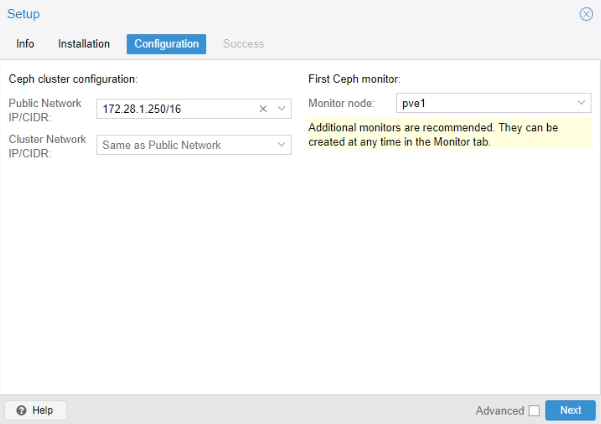 Setup
Info Installation Configuration Success
Ceph cluster configuration:
Public Network
IP/CIDR:
172.28.1.250/16
Cluster Network
IP/CIDR:
Same as Public Network
First Ceph monitor:
Monitor node:
pve1
Additional monitors are recommended. They can be
created at any time in the Monitor tab.
Help
Advanced
Next